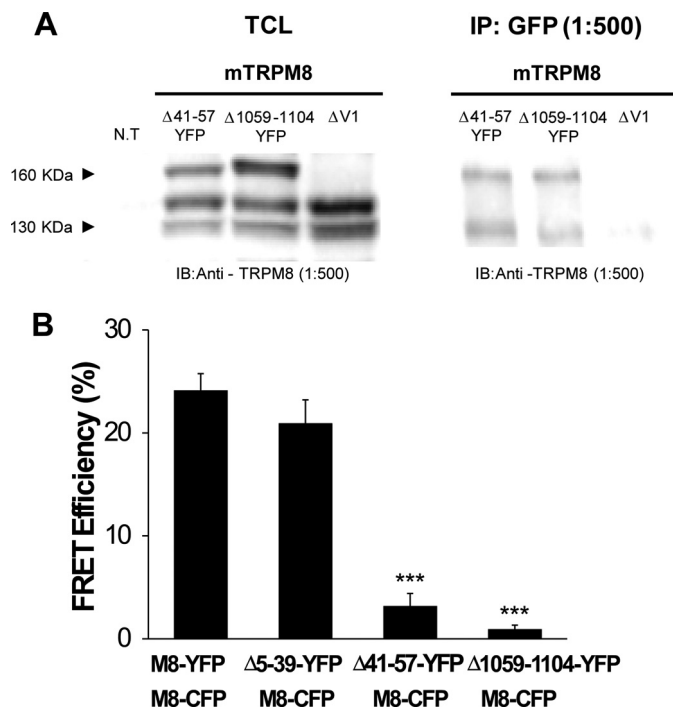 A
TCL
IP: GFP (1:500)
mTRPM8
mTRPM8
N.T
Δ41-57
YFP
Δ1059-1104
YFP
ΔV1
Δ41-57
YFP
Δ1059-1104
YFP
ΔV1
160 KDa
130 KDa
IB:Anti - TRPM8 (1:500)
IB:Anti -TRPM8 (1:500)
B
FRET Efficiency (%)
30
20
10
0
***
***
M8-YFP Δ5-39-YFP Δ41-57-YFP Δ1059-1104-YFP
M8-CFP M8-CFP M8-CFP M8-CFP